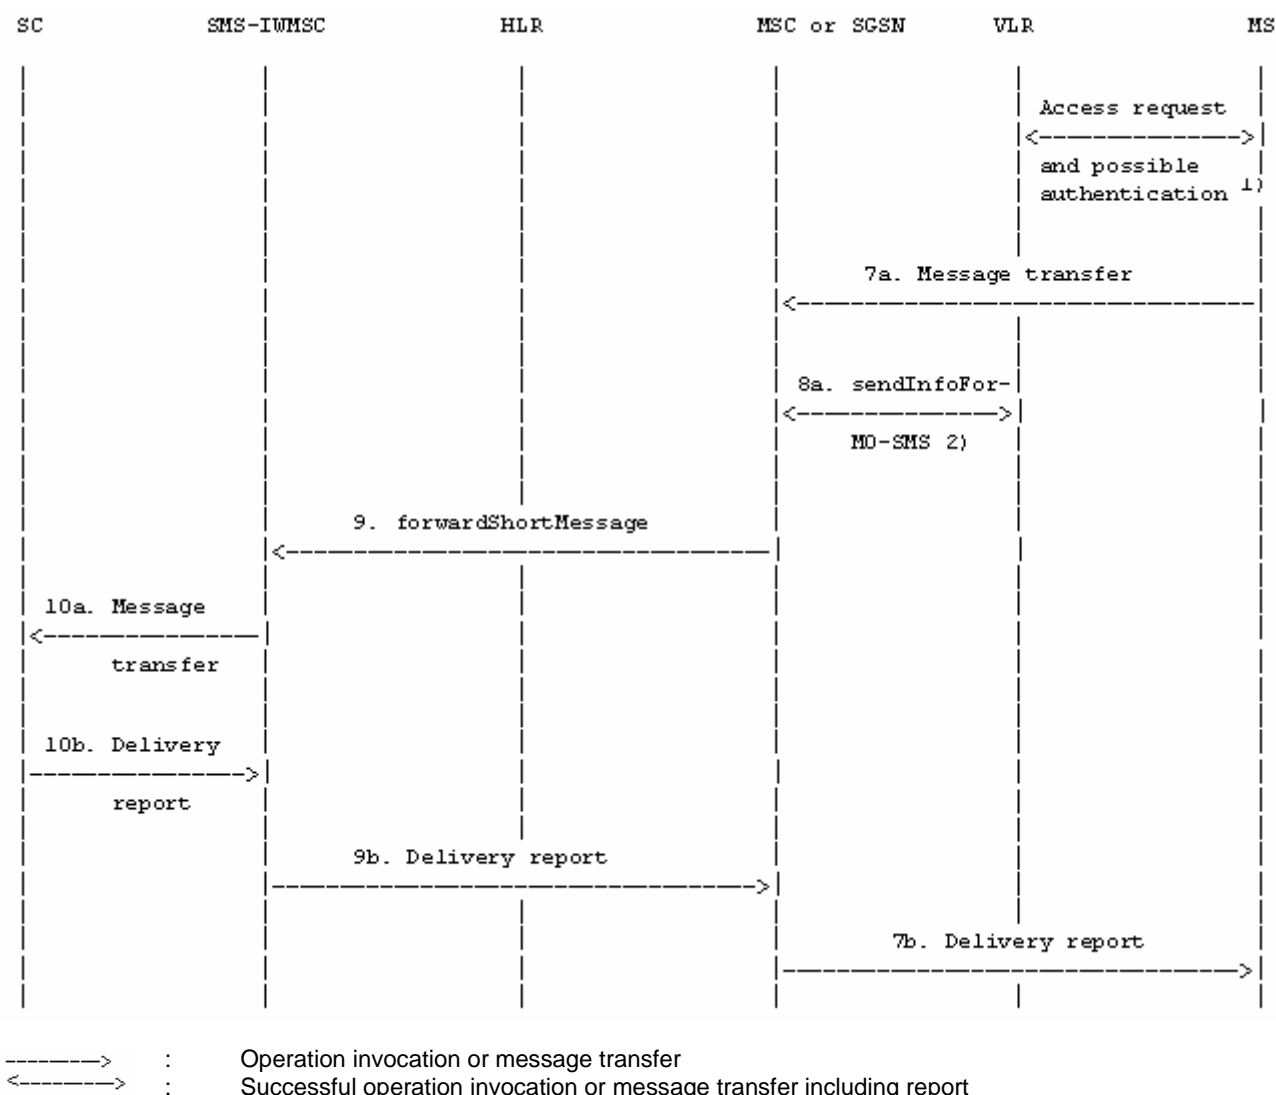 SC SMS-IWMSC HLR MSC or SGSN VLR MS
Access request
and possible
authentication 1)
7a. Message transfer
8a. sendInfoFor-
MO-SMS 2)
9. forwardShortMessage
10a. Message
transfer
10b. Delivery
report
9b. Delivery report
7b. Delivery report
: Operation invocation or message transfer
: Successful operation invocation or message transfer including report